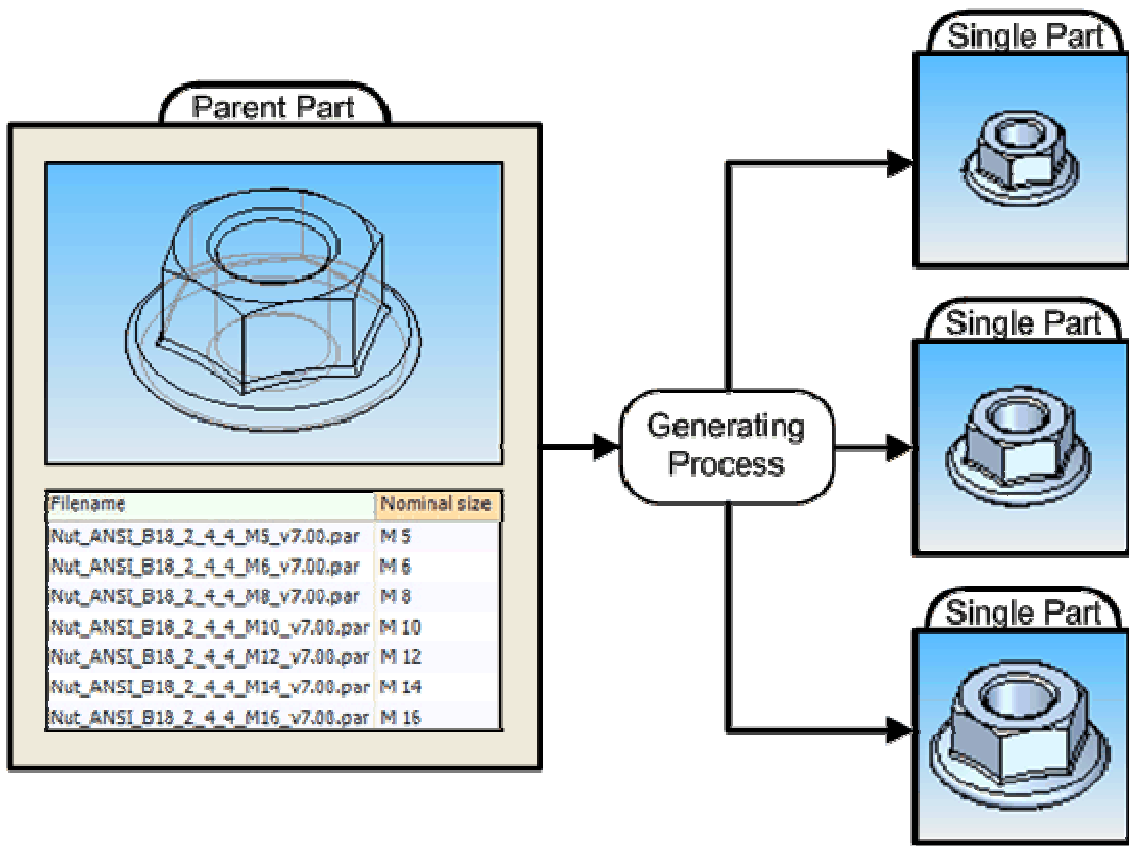 Parent Part
Filename Nominal size
Nut_ANSI_B18_2_4_4_M5_v7.00.par M 5
Nut_ANSI_B18_2_4_4_M6_v7.00.par M 6
Nut_ANSI_B18_2_4_4_M8_v7.00.par M 8
Nut_ANSI_B18_2_4_4_M10_v7.00.par M 10
Nut_ANSI_B18_2_4_4_M12_v7.00.par M 12
Nut_ANSI_B18_2_4_4_M14_v7.00.par M 14
Nut_ANSI_B18_2_4_4_M16_v7.00.par M 16
Generating
Process
Single Part
Single Part
Single Part